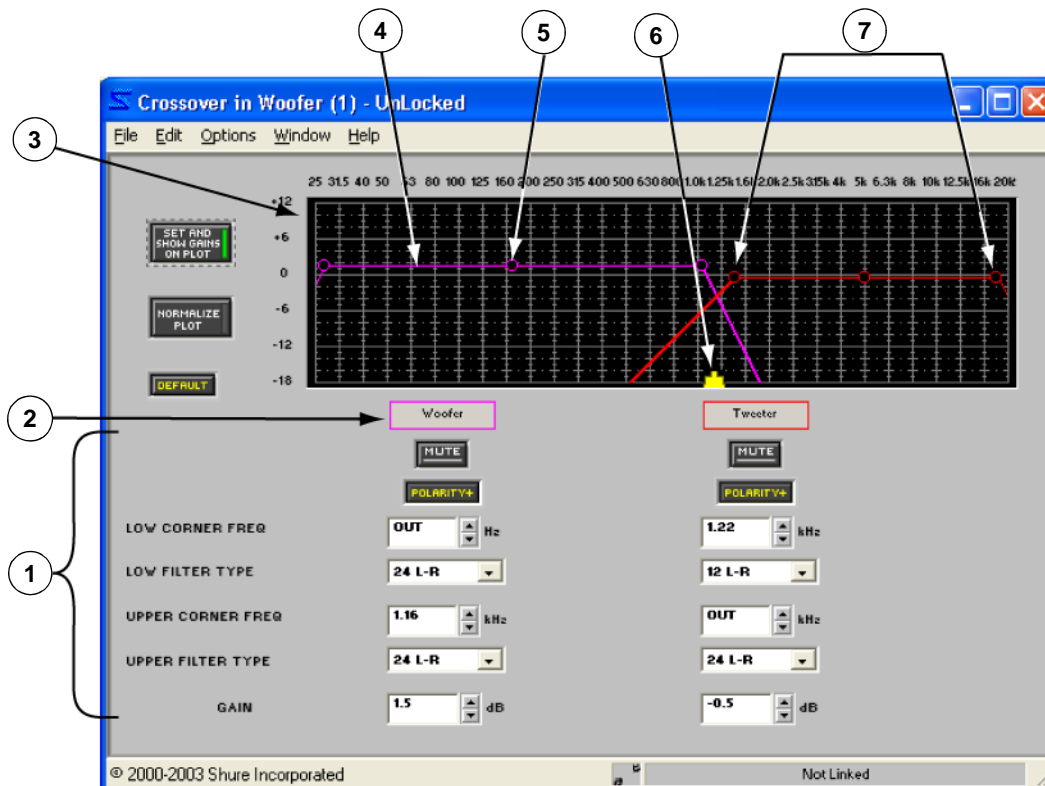 4
5
6
7
Crossover in Woofer (1) - UnLocked
3
File Edit Options Window Help
25 31.5 40 50 63 80 100 125 160 200 250 315 400 500 630 800 1.0k 1.25k 1.6k 2.0k 2.5k 3.15k 4k 5k 6.3k 8k 10k 12.5k 16k 20k
+12
SET AND
SHOW GAINS
ON PLOT
+6
0
NORMALIZE
PLOT
-6
-12
DEFAULT
-18
2
Woofer Tweeter
MUTE MUTE
POLARITY+ POLARITY+
LOW CORNER FREQ OUT Hz 1.22 kHz
1
LOW FILTER TYPE 24 L-R 12 L-R
UPPER CORNER FREQ 1.16 kHz OUT kHz
UPPER FILTER TYPE 24 L-R 24 L-R
GAIN 1.5 dB -0.5 dB
© 2000-2003 Shure Incorporated Not Linked